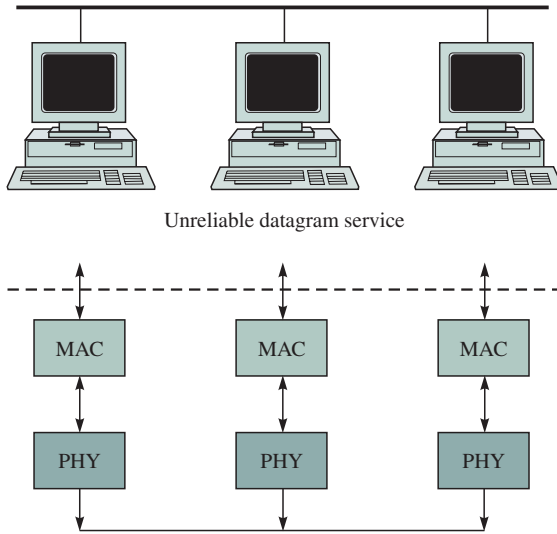 Unreliable datagram service
MAC
MAC
MAC
PHY
PHY
PHY